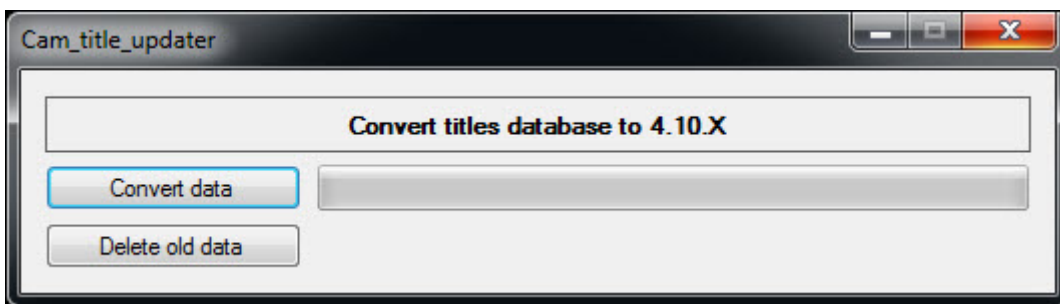 Cam_title_updater
Convert titles database to 4.10.X
Convert data
Delete old data